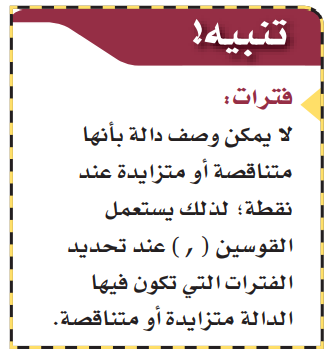 تنبيه!
فترات:
لا يمكن وصف دالة بأنها
متناقصة أو متزايدة عند
نقطة؛ لذلك يستعمل
القوسين ( , ) عند تحديد
الفترات التي تكون فيها
الدالة متزايدة أو متناقصة.